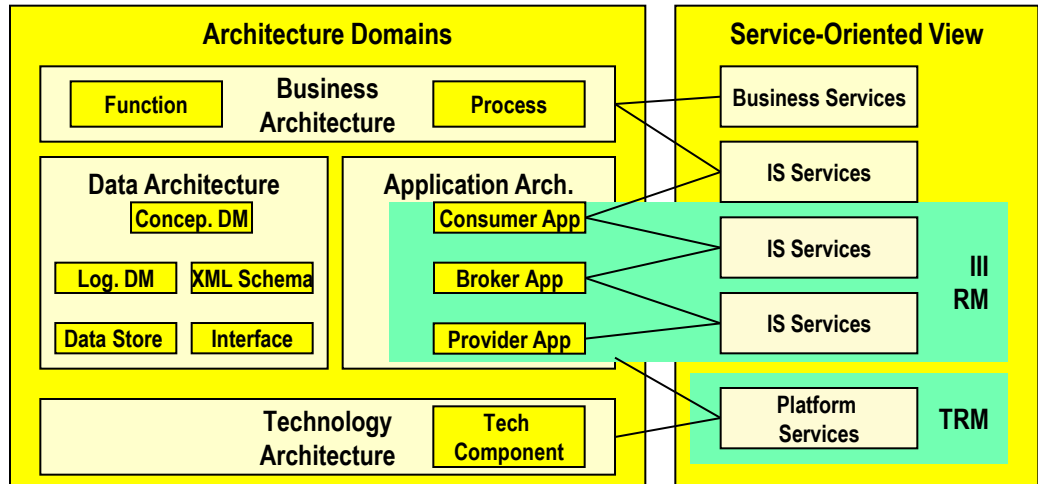 Architecture Domains
Service-Oriented View
Function
Business
Architecture
Process
Business Services
Data Architecture
Concep. DM
Log. DM
XML Schema
Data Store
Interface
Application Arch.
Consumer App
Broker App
Provider App
IS Services
IS Services
IS Services
III
RM
Technology
Architecture
Tech
Component
Platform
Services
TRM